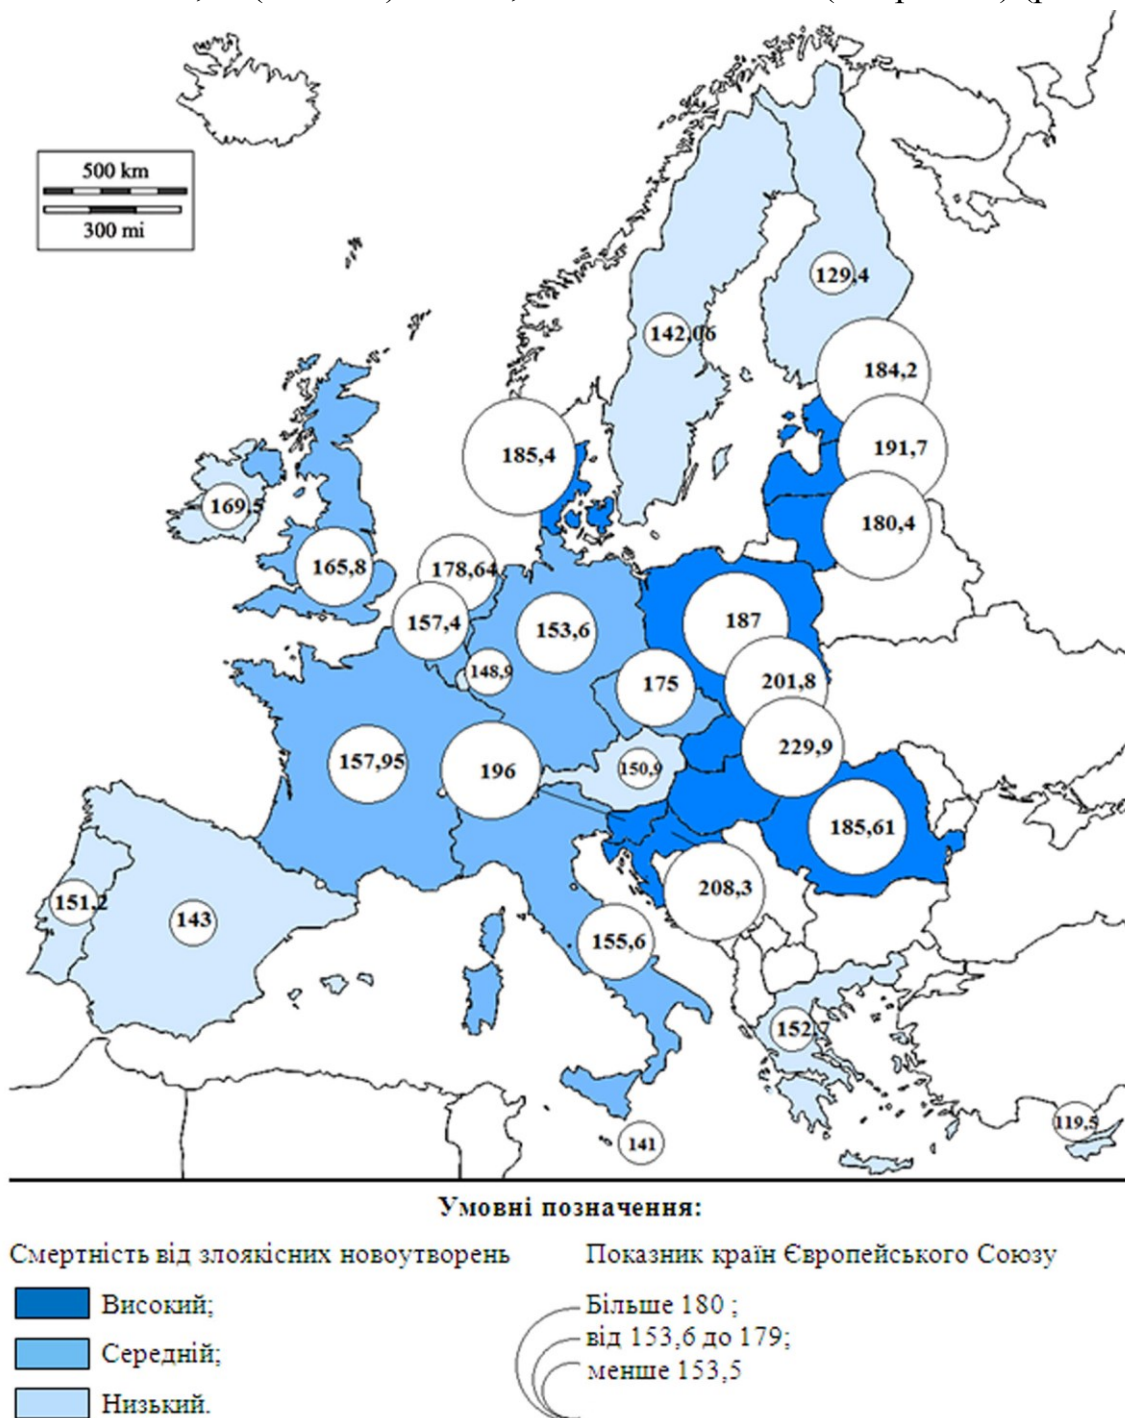 500 km
300 mi
129,4
142,06
184,2
191,7
185,4
180,4
169,5
165,8
178,64
157,4
153,6
187
148,9
175
201,8
229,9
157,95
196
150,9
185,61
208,3
151,2
143
155,6
152,7
119,5
141
Умовні позначення:
Смертність від злоякісних новоутворень
Показник країн Європейського Союзу
Високий;
Більше 180 ;
від 153,6 до 179;
Середній;
менше 153,5
Низький.